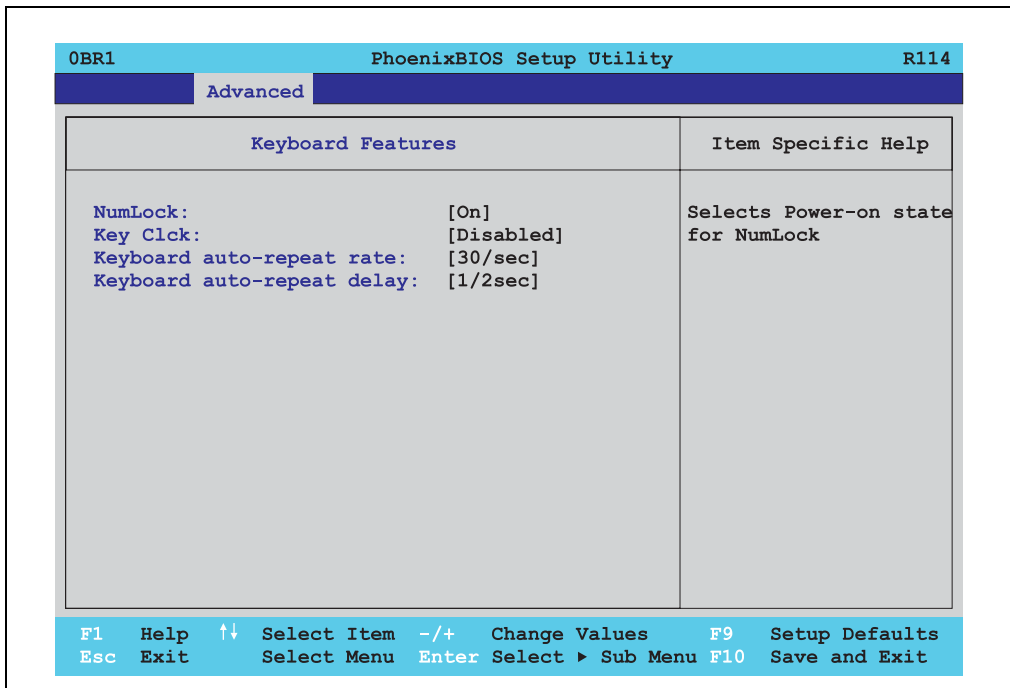 0BR1 PhoenixBIOS Setup Utility R114
Advanced
Keyboard Features Item Specific Help
NumLock: [On] Selects Power-on state
Key Clck: [Disabled] for NumLock
Keyboard auto-repeat rate: [30/sec]
Keyboard auto-repeat delay: [1/2sec]
F1 Help ↑↓ Select Item -/+ Change Values F9 Setup Defaults
Esc Exit Select Menu Enter Select ▶ Sub Menu F10 Save and Exit